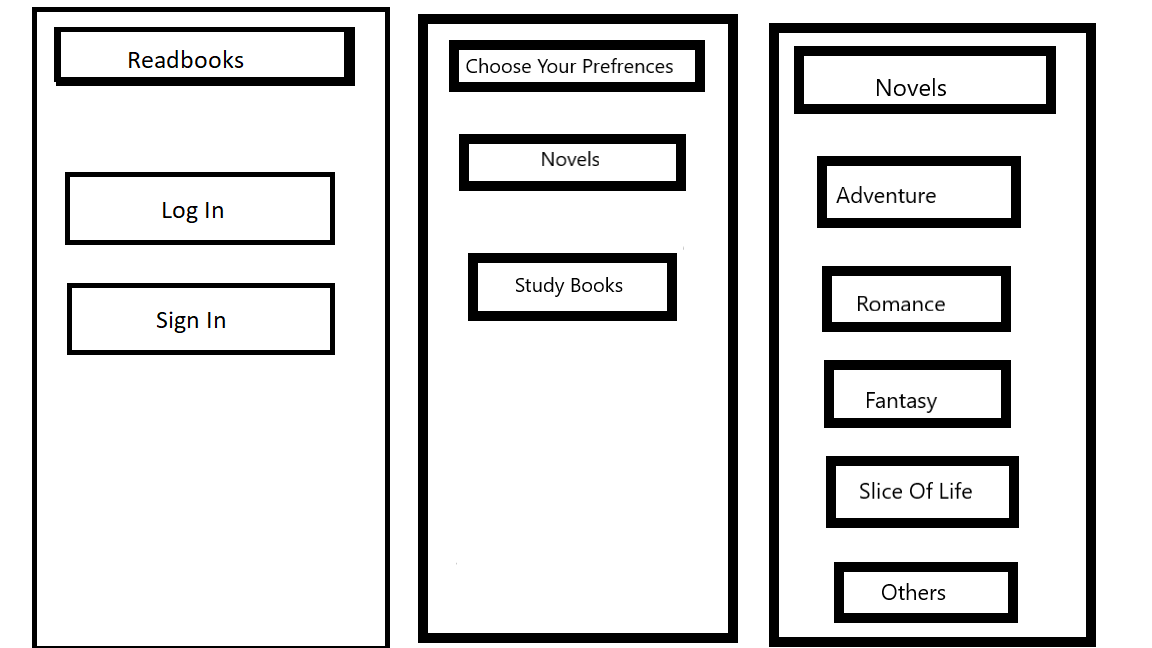 Readbooks
Log In
Sign In
Choose Your Prefrences
Novels
Study Books
Novels
Adventure
Romance
Fantasy
Slice Of Life
Others